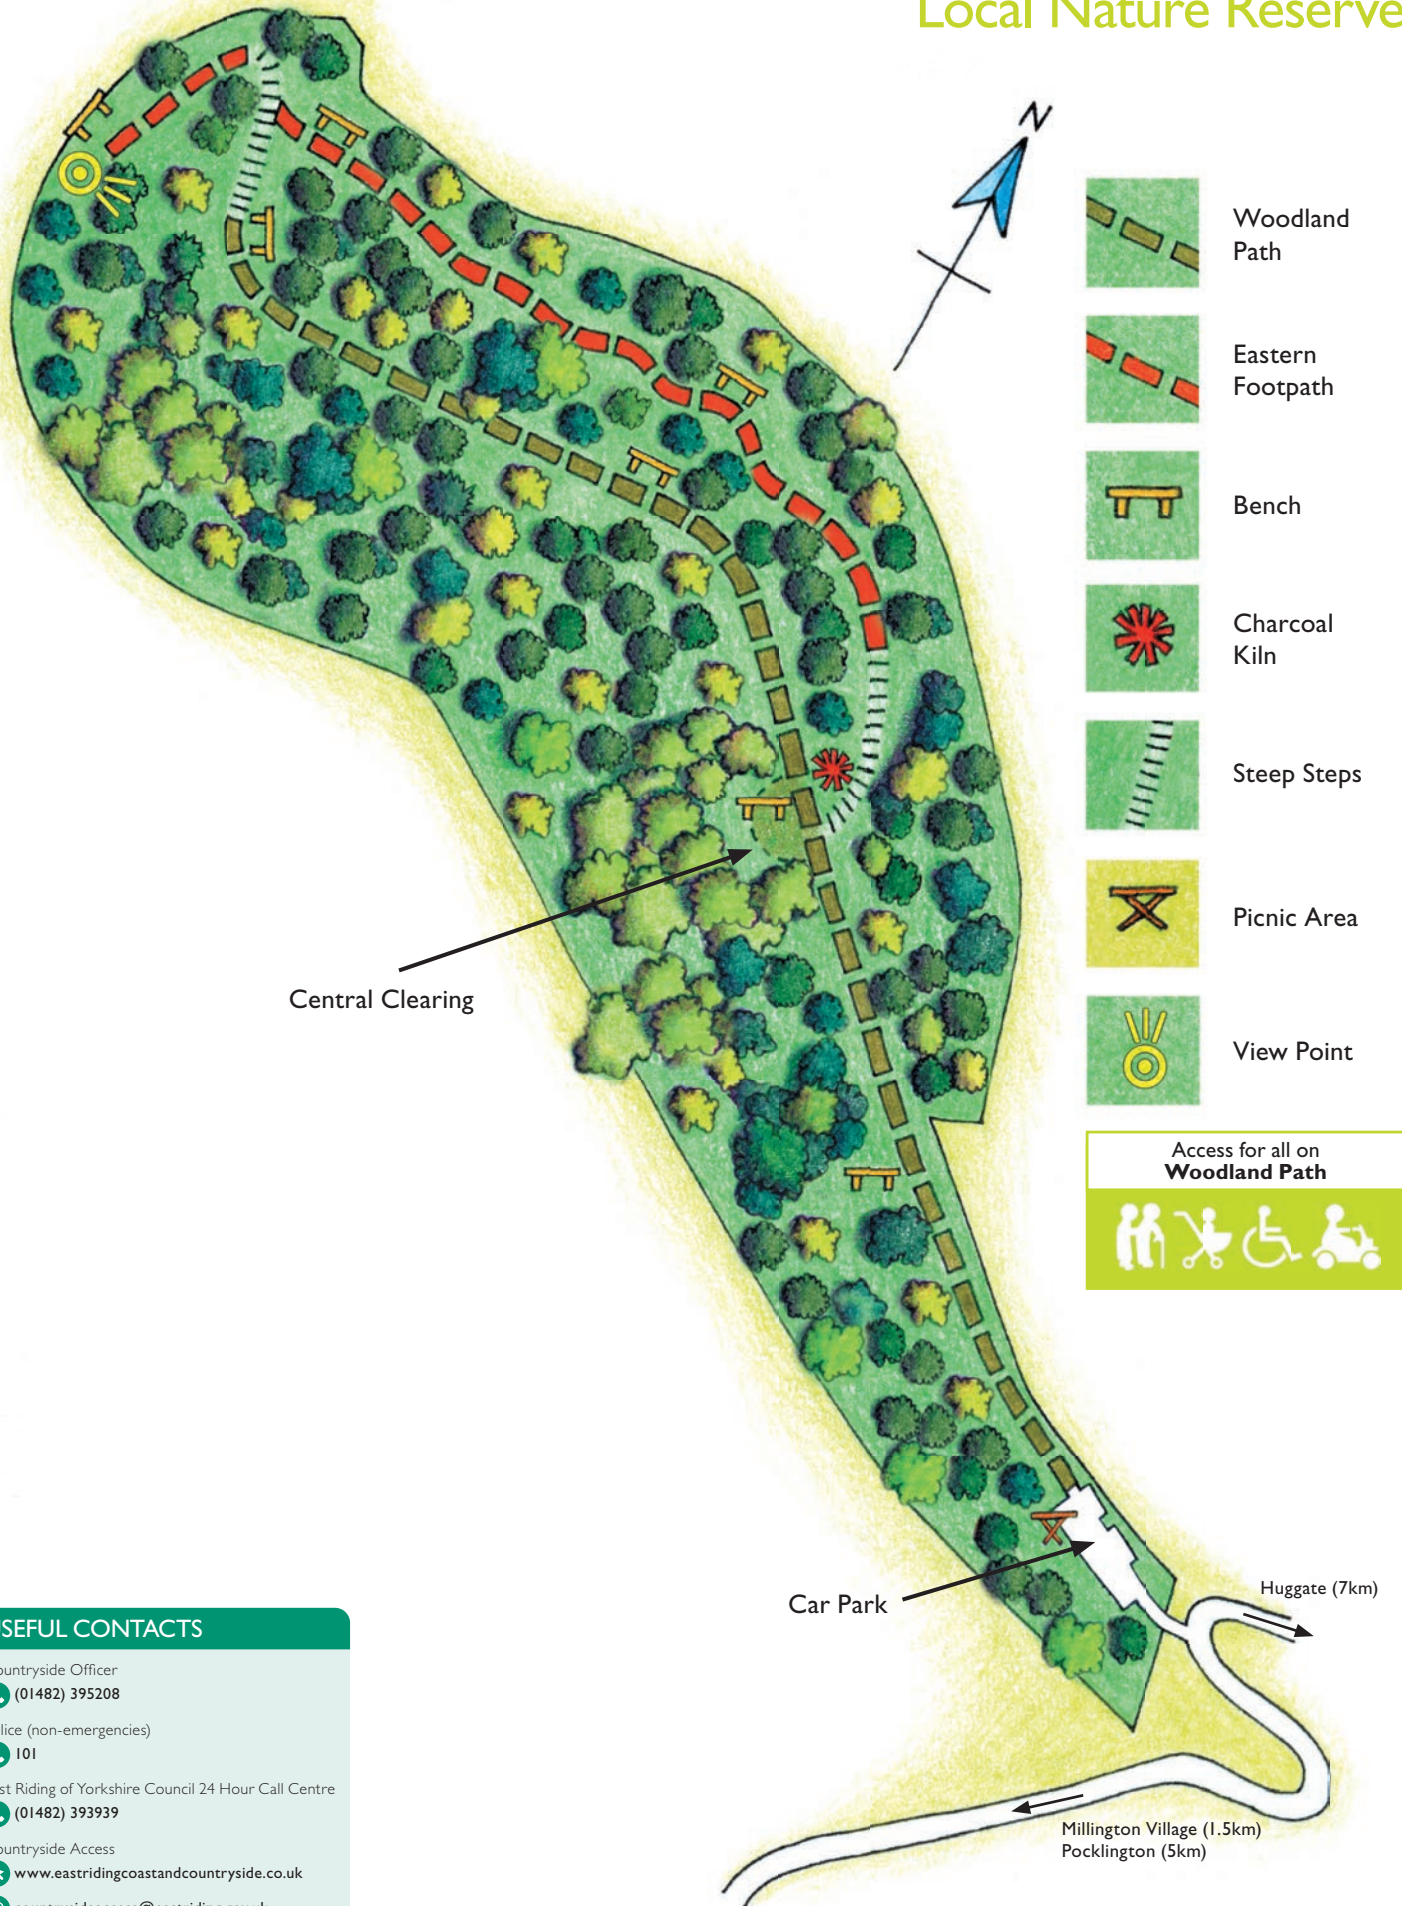 Local Nature Reserve
N
Woodland
Path
Eastern
Footpath
Bench
Charcoal
Kiln
Steep Steps
Picnic Area
View Point
Access for all on
Woodland Path
Central Clearing
Car Park
Huggate (7km)
Millington Village (1.5km)
Pocklington (5km)
SEFUL CONTACTS
ountryside Officer
(01482) 395208
lice (non-emergencies)
101
st Riding of Yorkshire Council 24 Hour Call Centre
(01482) 393939
ountryside Access
www.eastridingcoastandcountryside.co.uk